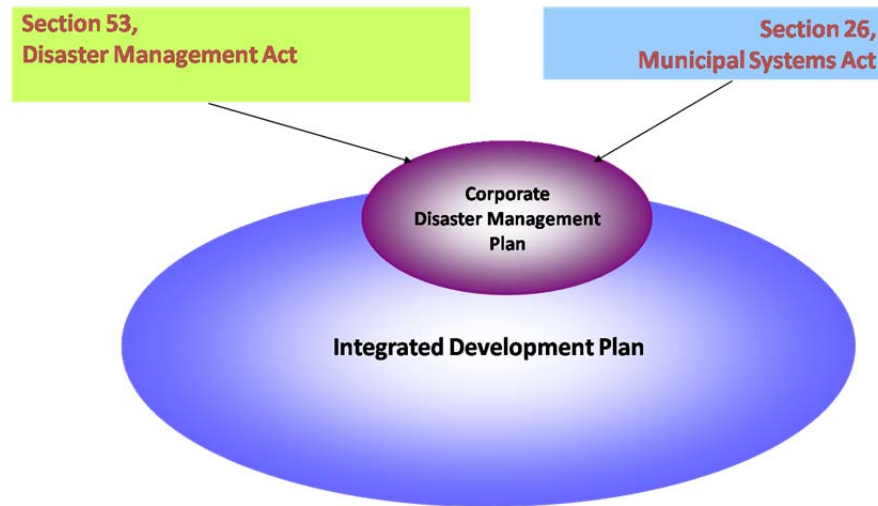 Section 53,
Disaster Management Act
Section 26,
Municipal Systems Act
Corporate
Disaster Management
Plan
Integrated Development Plan